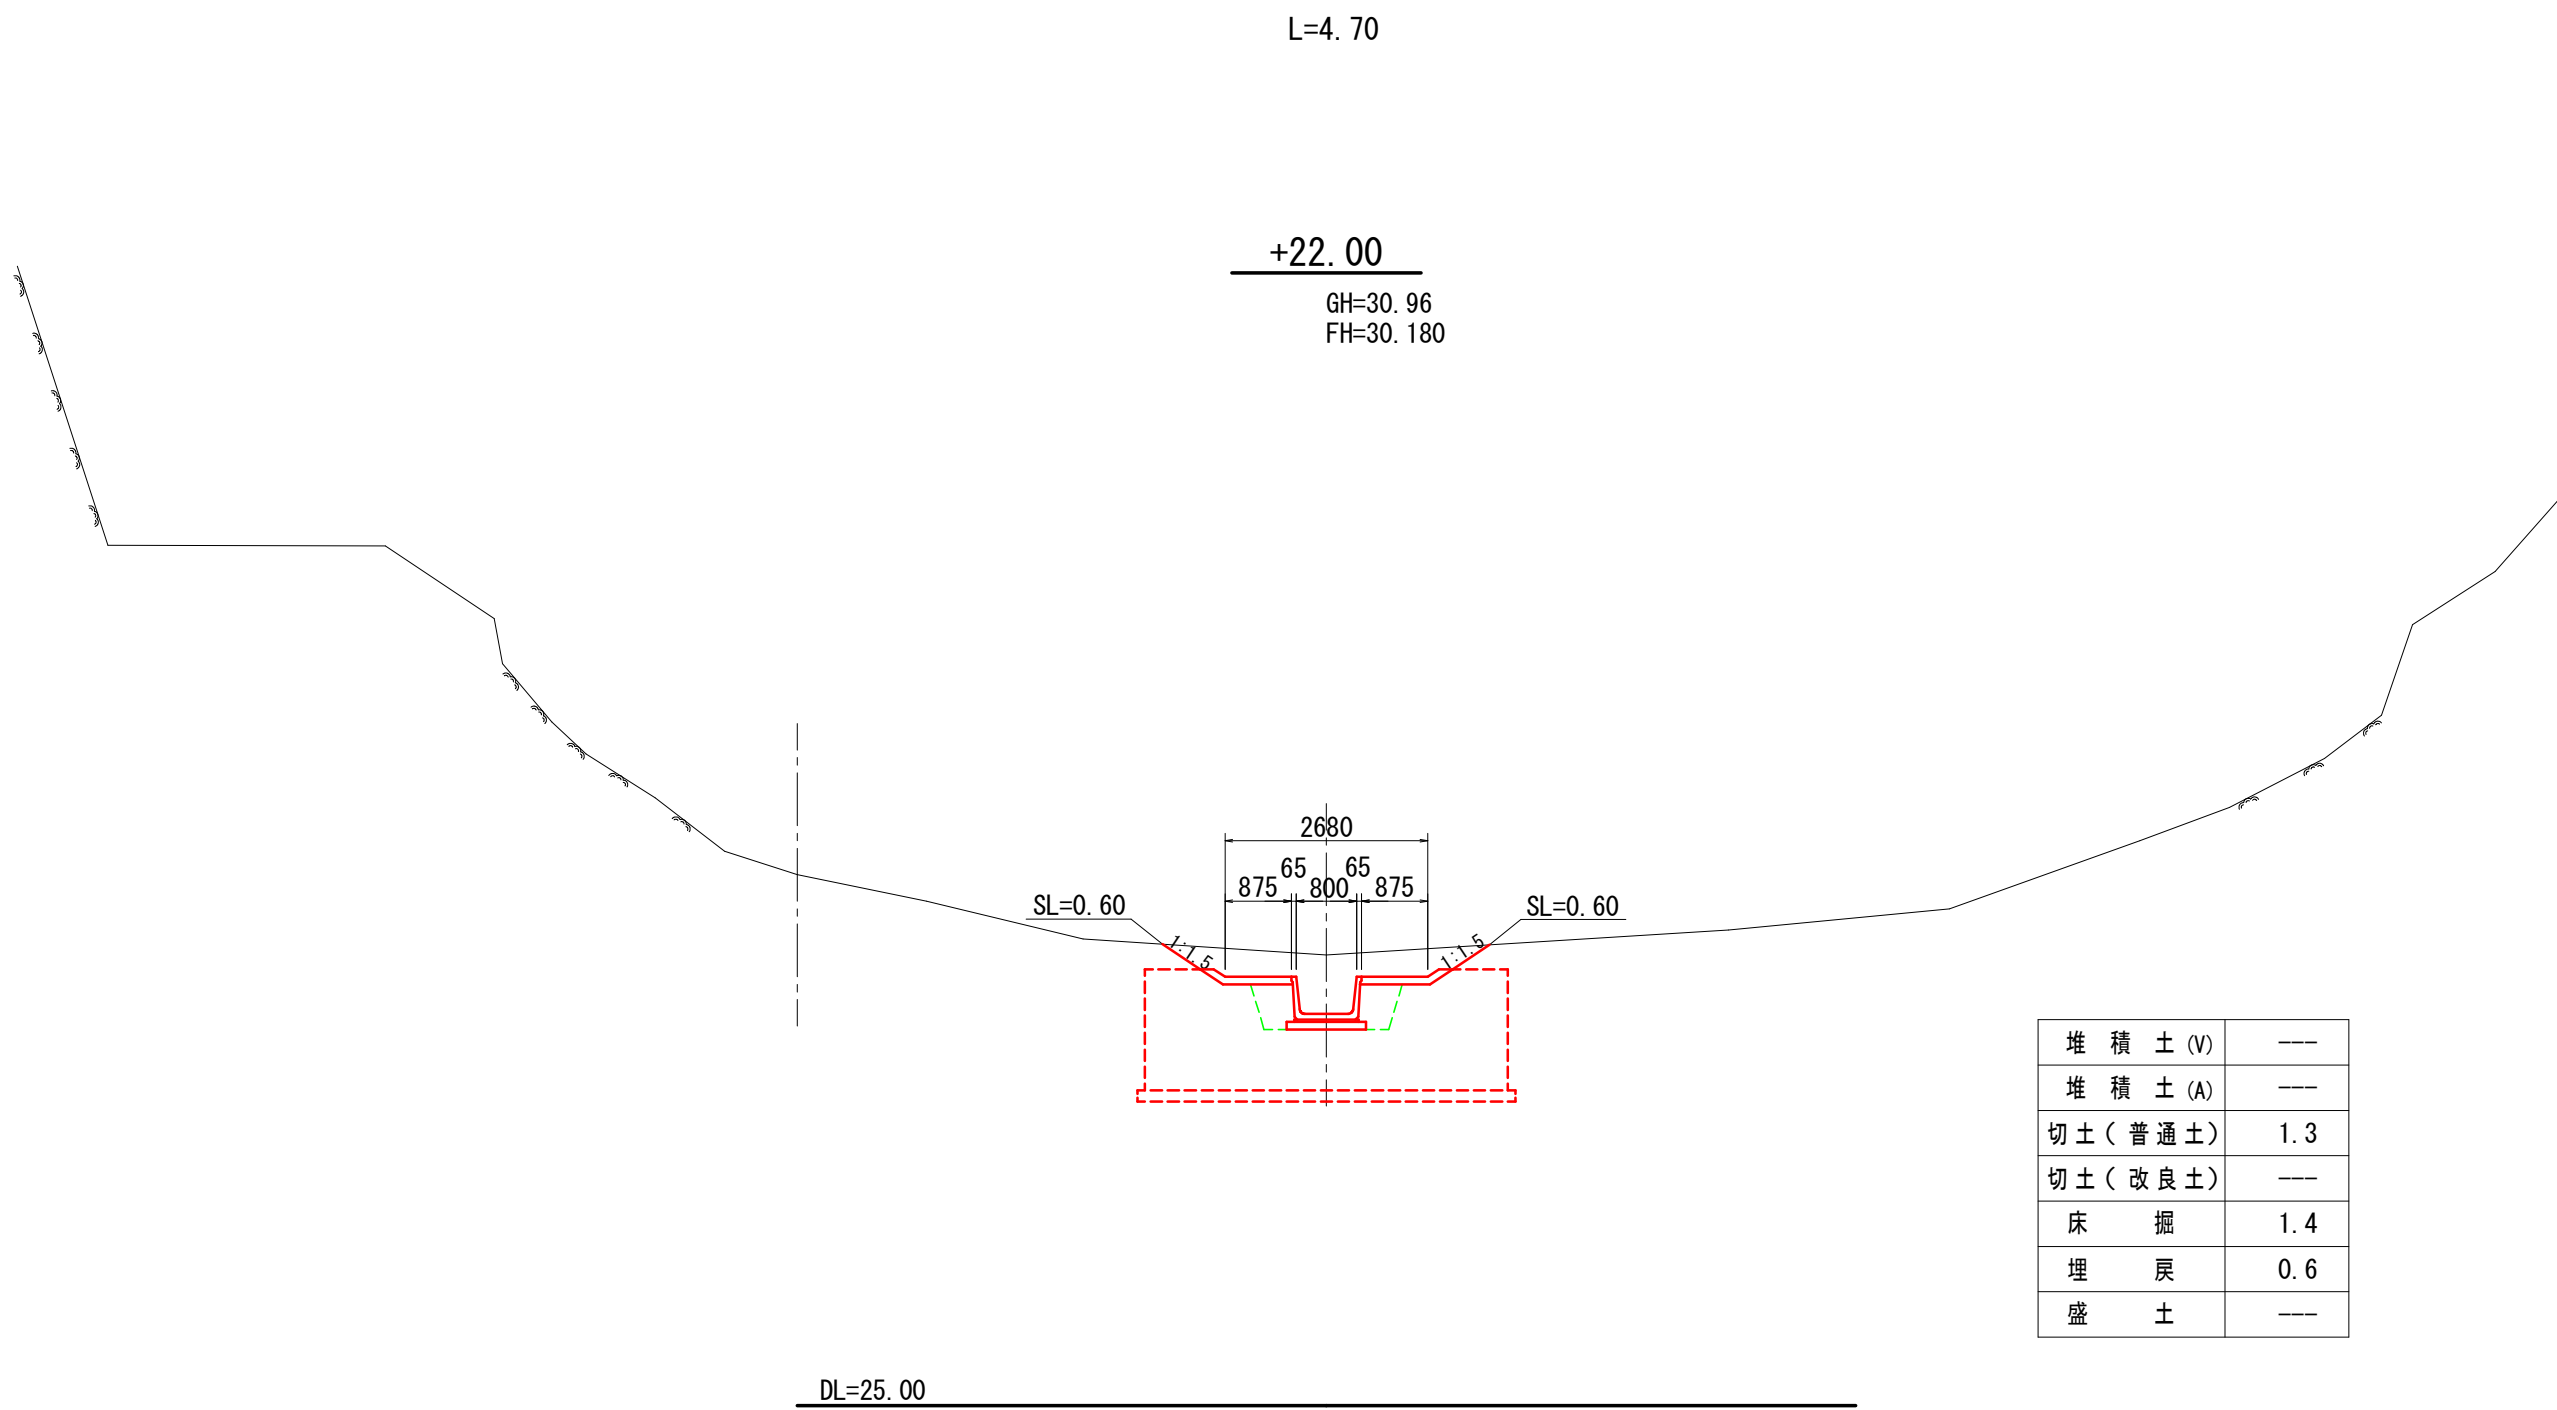 L=4.70
+22.00
GH=30.96
FH=30.180
2680
65
65
875
800
875
SL=0.60
SL=0.60
1:1.5
1:1.5
堆積土(V) ---
堆積土(A) ---
切土(普通土) 1.3
切土(改良土) ---
床掘 1.4
埋戻 0.6
盛土 ---
DL=25.00